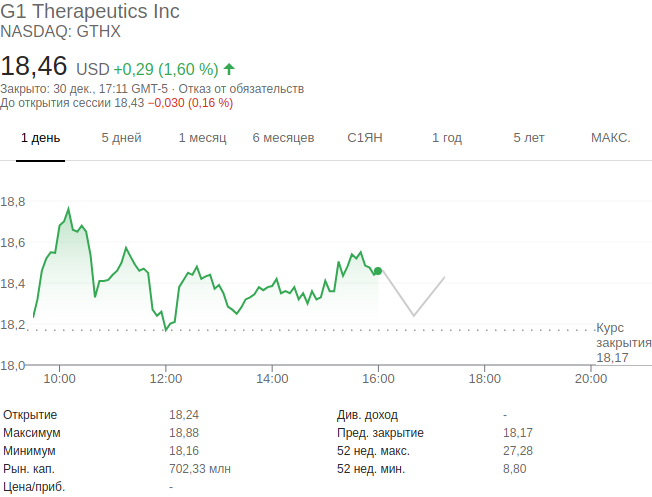 G1 Therapeutics Inc
NASDAQ: GTHX
18,46 USD +0,29 (1,60 %)
Закрыто: 30 дек., 17:11 GMT-5 · Отказ от обязательств
До открытия сессии 18,43 −0,030 (0,16 %)
1 день 5 дней 1 месяц 6 месяцев С1ЯН 1 год 5 лет МАКС.
18,8
18,6
18,4
18,2
18,0
Курс
закрытия
18,17
10:00 12:00 14:00 16:00 18:00 20:00
Открытие 18,24 Див. доход -
Максимум 18,88 Пред. закрытие 18,17
Минимум 18,16 52 нед. макс. 27,28
Рын. кап. 702,33 млн 52 нед. мин. 8,80
Цена/приб. -